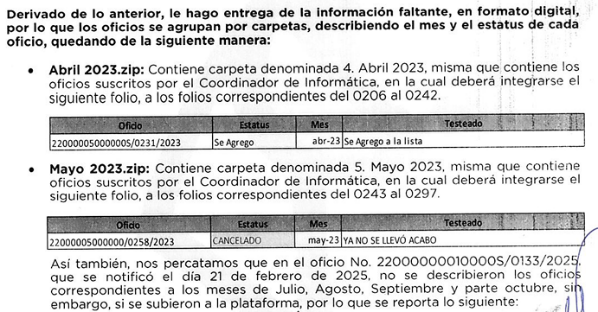 Derivado de lo anterior, le hago entrega de la información faltante, en formato digital,
por lo que los oficios se agrupan por carpetas, describiendo el mes y el estatus de cada
oficio, quedando de la siguiente manera:
• Abril 2023.zip: Contiene carpeta denominada 4. Abril 2023, misma que contiene los
oficios suscritos por el Coordinador de Informática, en la cual deberá integrarse el
siguiente folio, a los folios correspondientes del 0206 al 0242.
Oficio Estatus Mes Testeado
22000005000000S/0231/2023 Se Agrego abr-23 Se Agrego a la lista
• Mayo 2023.zip: Contiene carpeta denominada 5. Mayo 2023, misma que contiene
oficios suscritos por el Coordinador de Informática, en la cual deberá integrarse el
siguiente folio, a los folios correspondientes del 0243 al 0297.
Oficio Estatus Mes Testeado
22000005000000/0258/2023 CANCELADO may-23 YA NO SE LLEVÓ ACABO
Así también, nos percatamos que en el oficio No. 22000000010000S/0133/2025,
que se notificó el día 21 de febrero de 2025, no se describieron los oficios
correspondientes a los meses de Julio, Agosto, Septiembre y parte octubre, sin
embargo, si se subieron a la plataforma, por lo que se reporta lo siguiente: